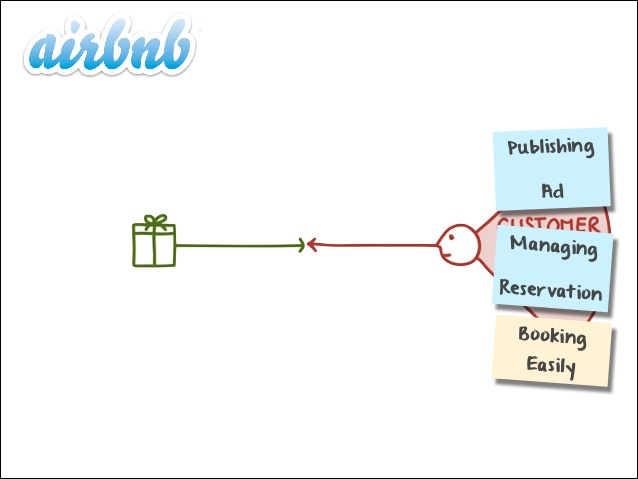 airbnb
Publishing
Ad
CUSTOMER
Managing
Reservation
Booking
Easily